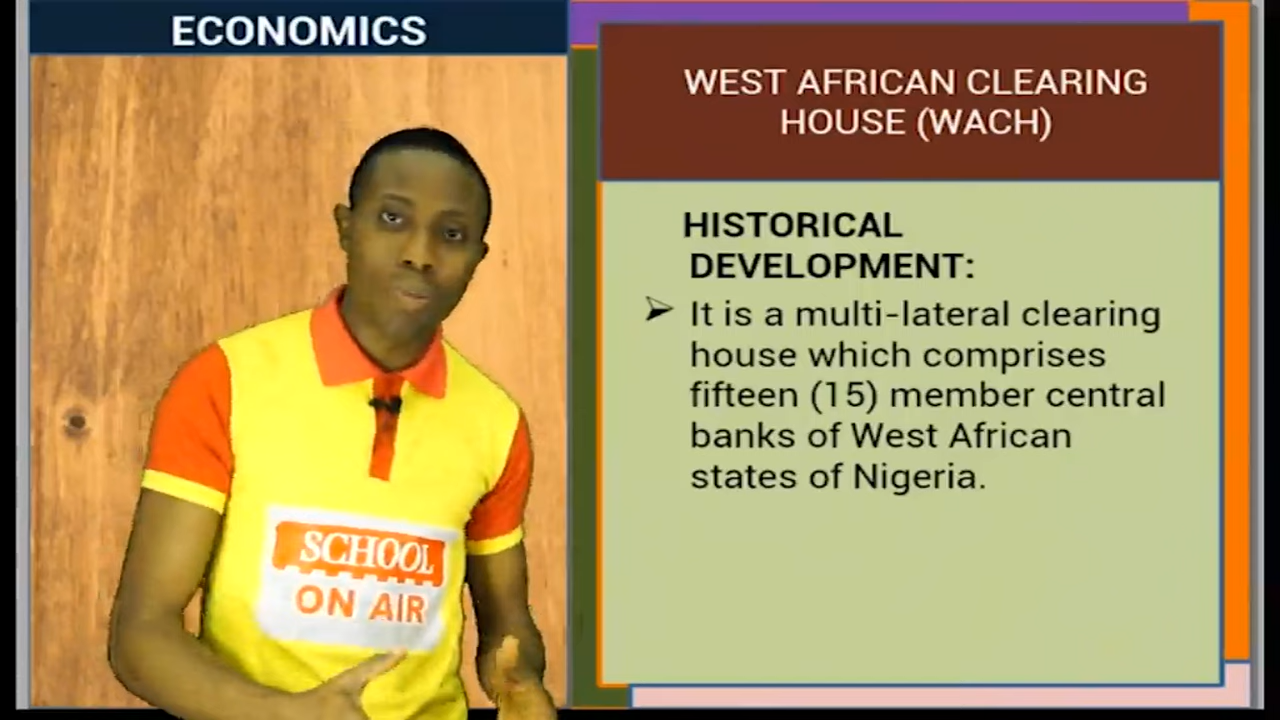 ECONOMICS
WEST AFRICAN CLEARING
HOUSE (WACH)
HISTORICAL
DEVELOPMENT:
It is a multi-lateral clearing
house which comprises
fifteen (15) member central
banks of West African
states of Nigeria.
SCHOOL
ON AIR